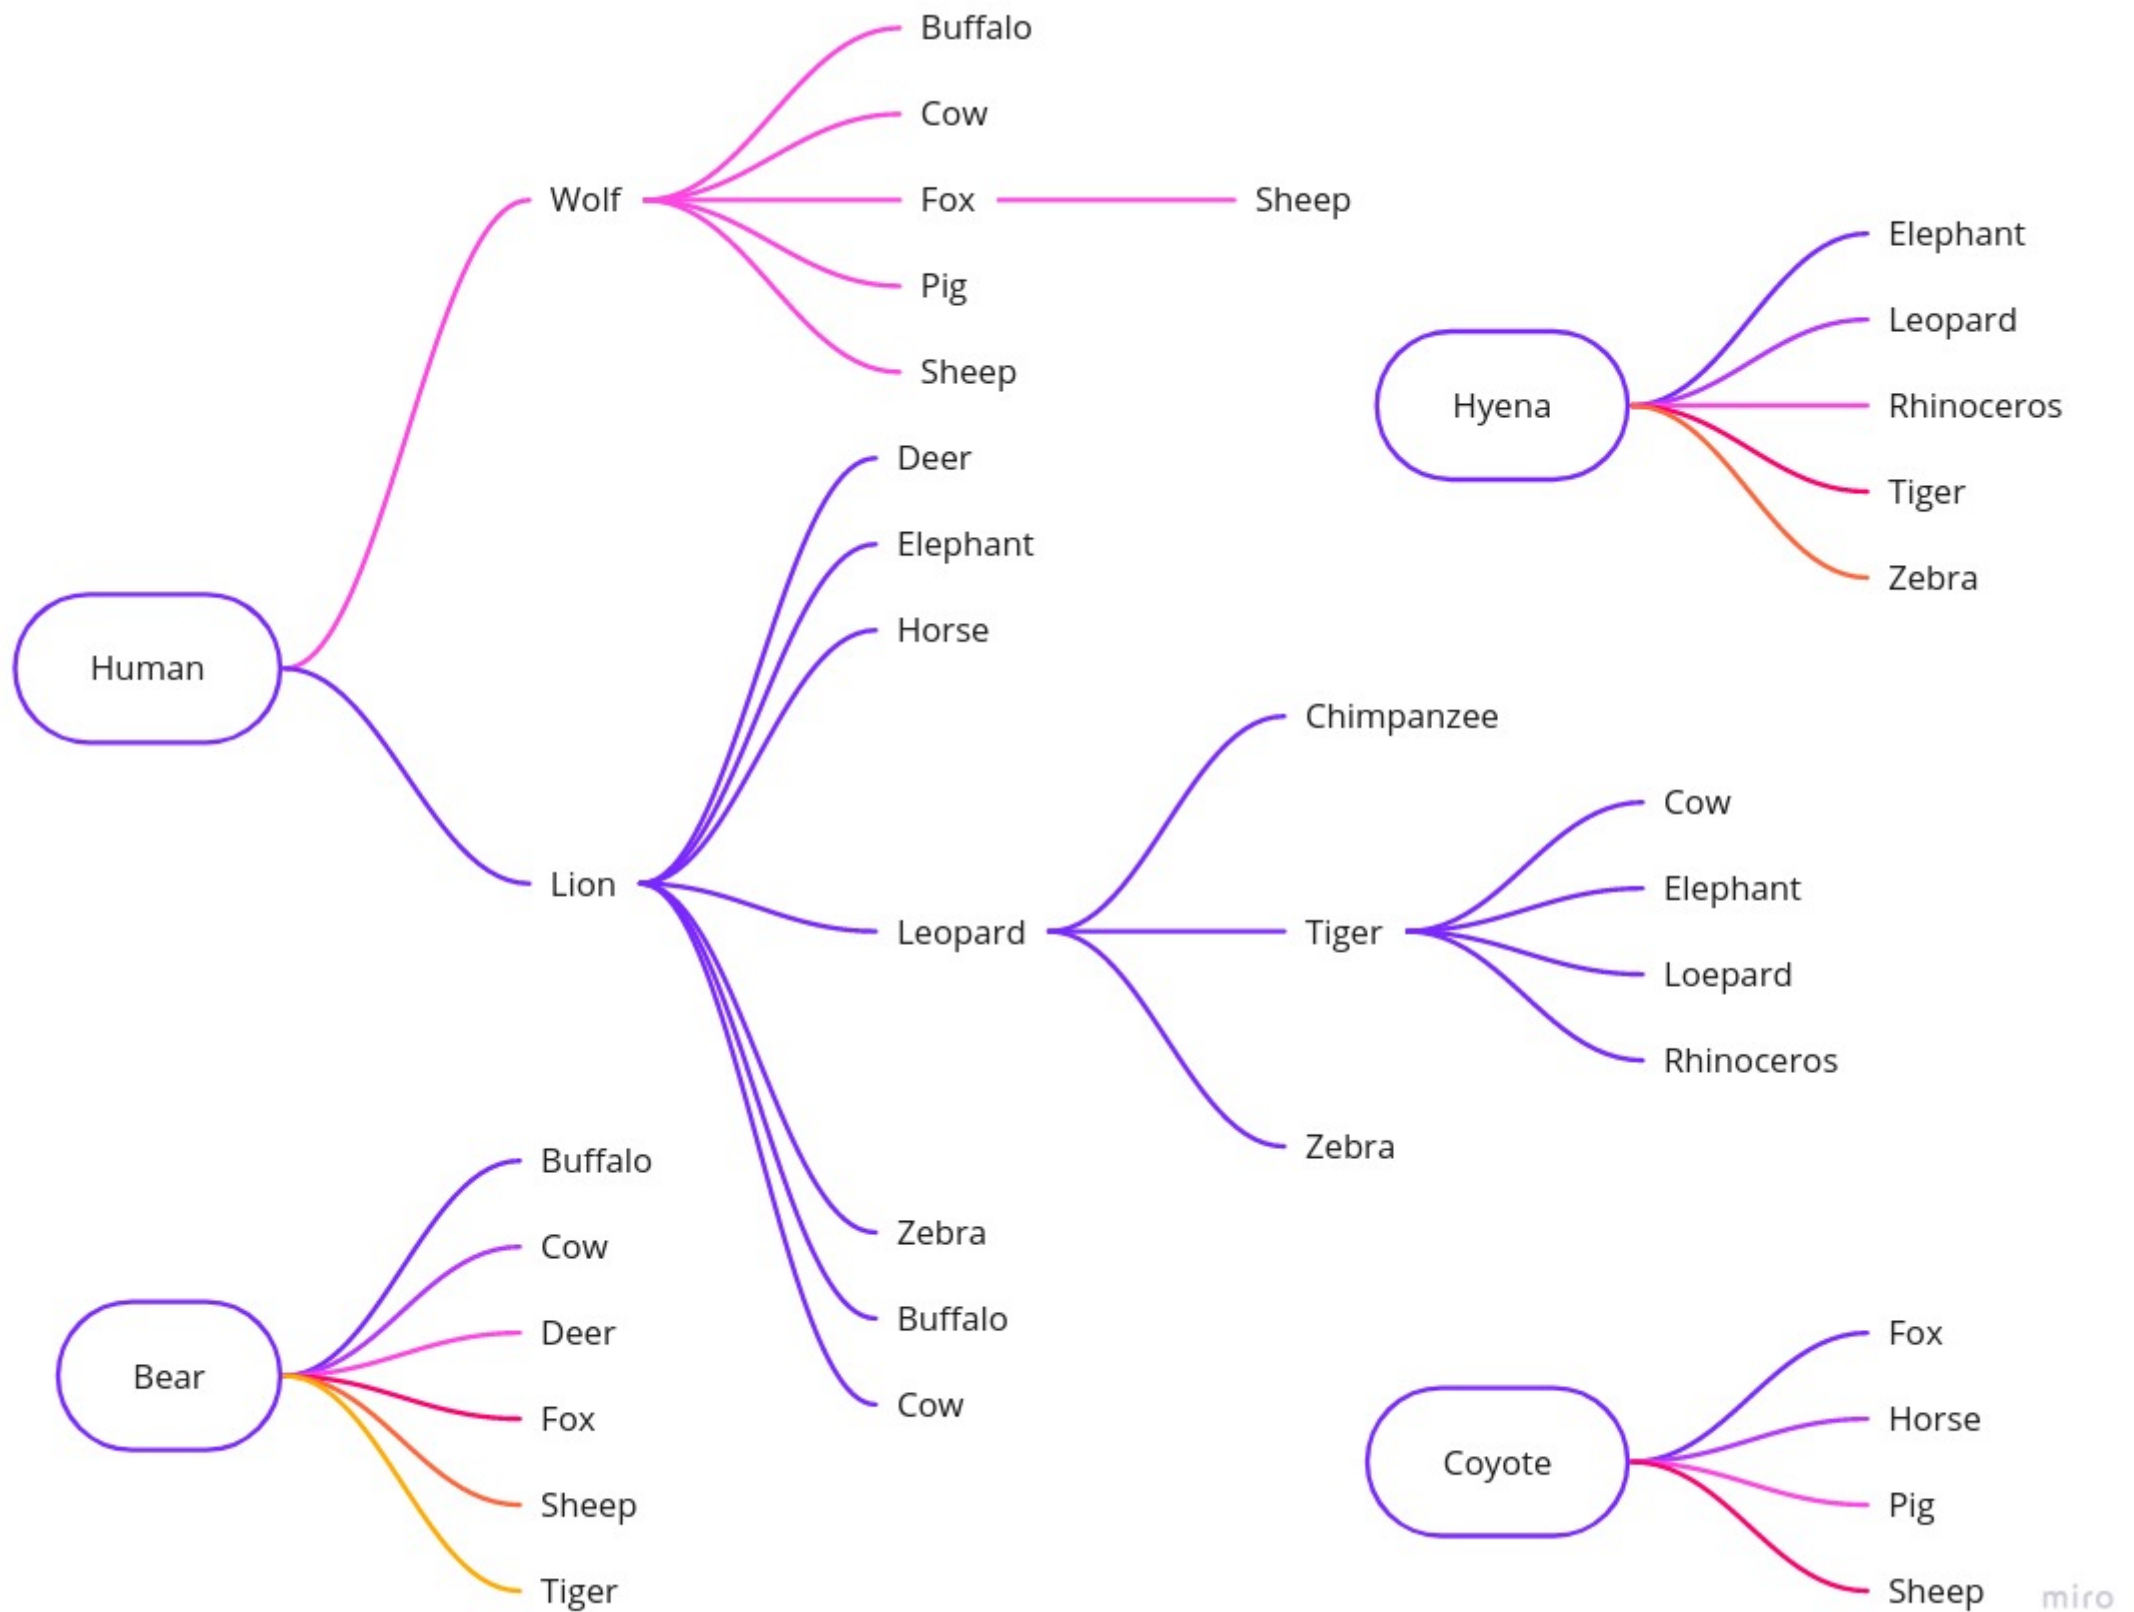 Human
Wolf
Buffalo
Cow
Fox
Sheep
Pig
Sheep
Lion
Deer
Elephant
Horse
Leopard
Chimpanzee
Tiger
Cow
Elephant
Loepard
Rhinoceros
Zebra
Zebra
Buffalo
Cow
Hyena
Elephant
Leopard
Rhinoceros
Tiger
Zebra
Bear
Buffalo
Cow
Deer
Fox
Sheep
Tiger
Coyote
Fox
Horse
Pig
Sheep
miro